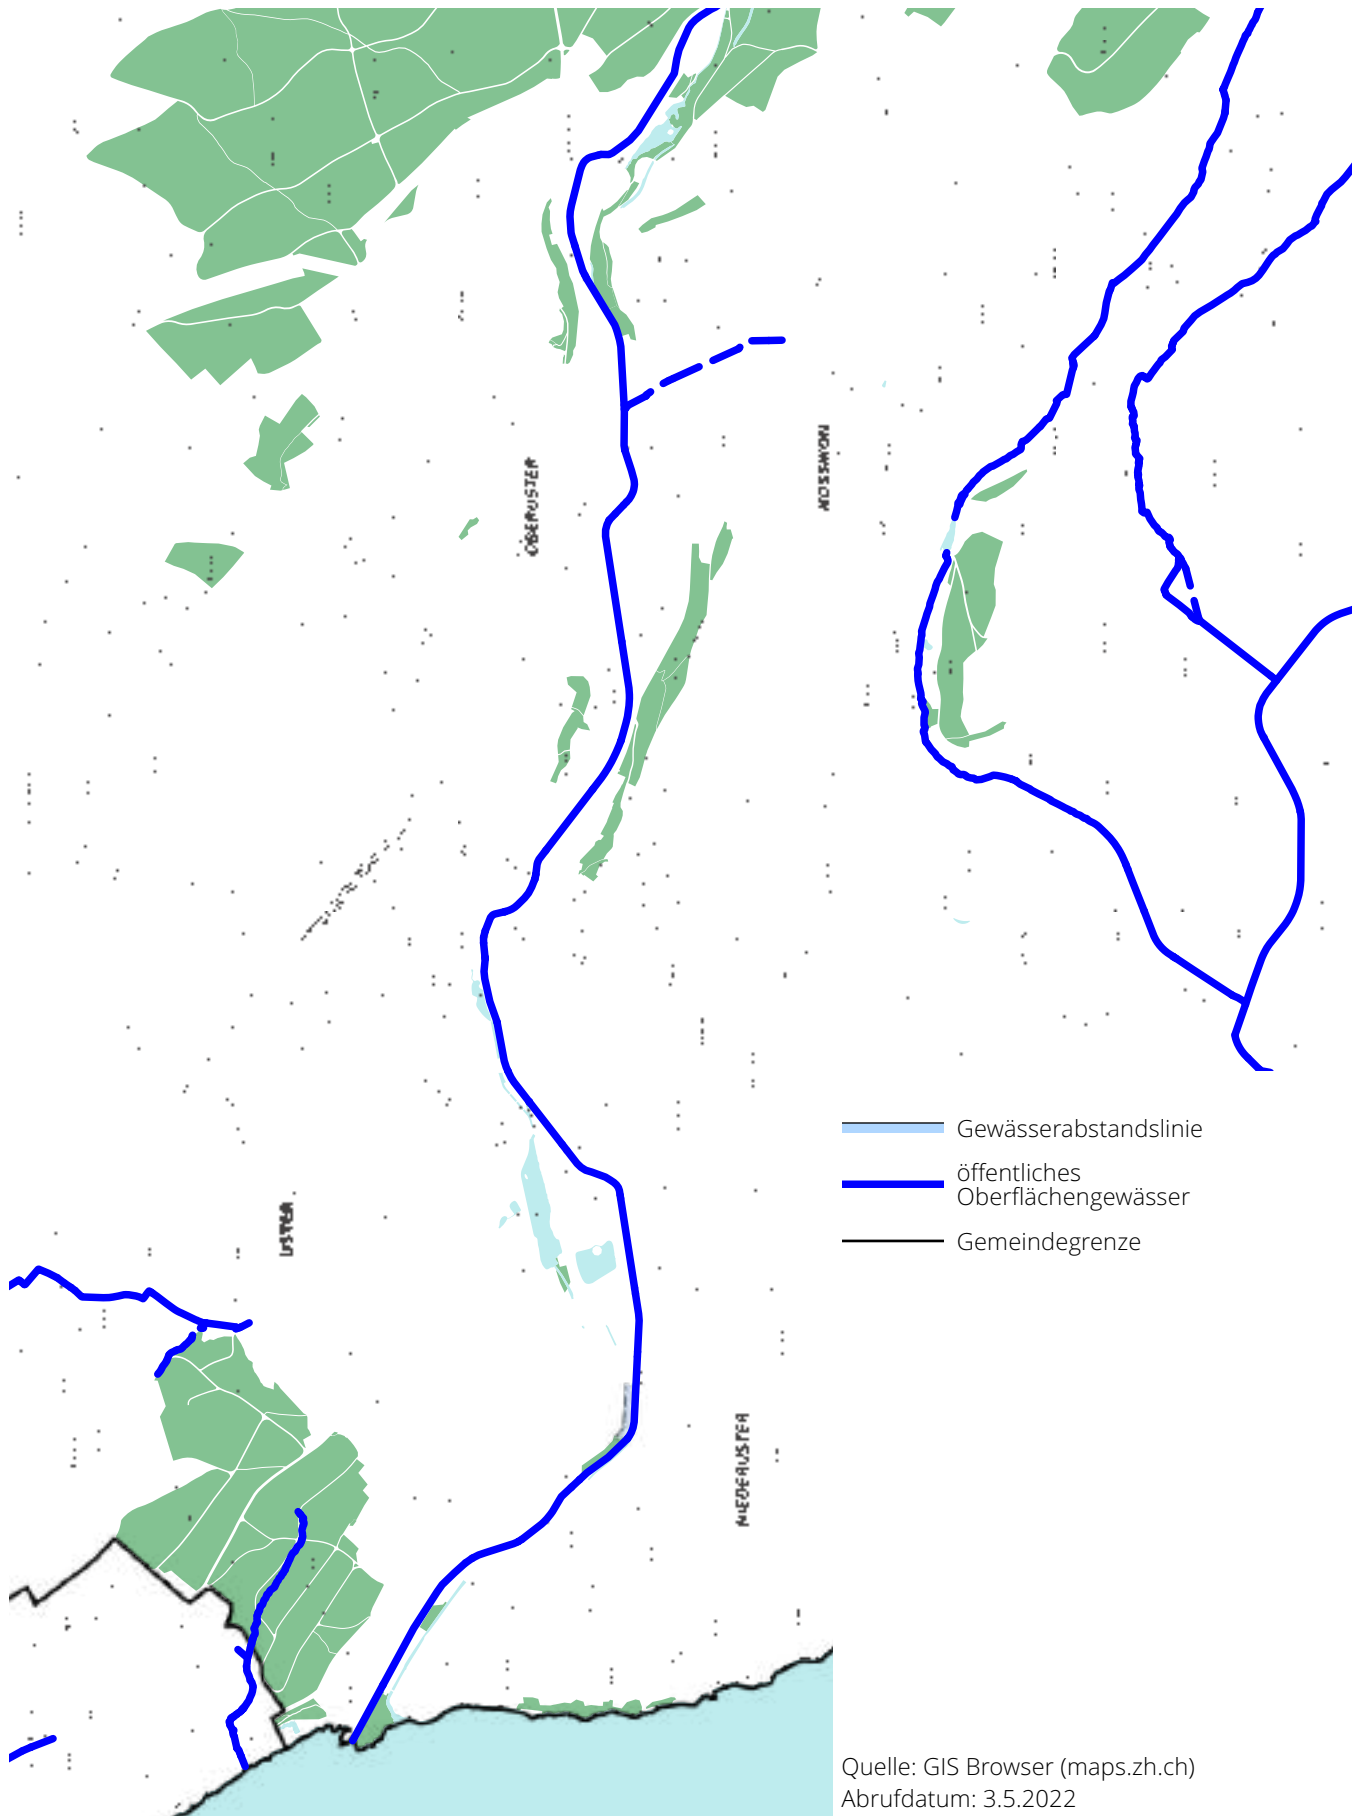 OBERUSTER
NOSSIKON
USTER
NIEDERUSTER
Gewässerabstandslinie
öffentliches
Oberflächengewässer
Gemeindegrenze
Quelle: GIS Browser (maps.zh.ch)
Abrufdatum: 3.5.2022